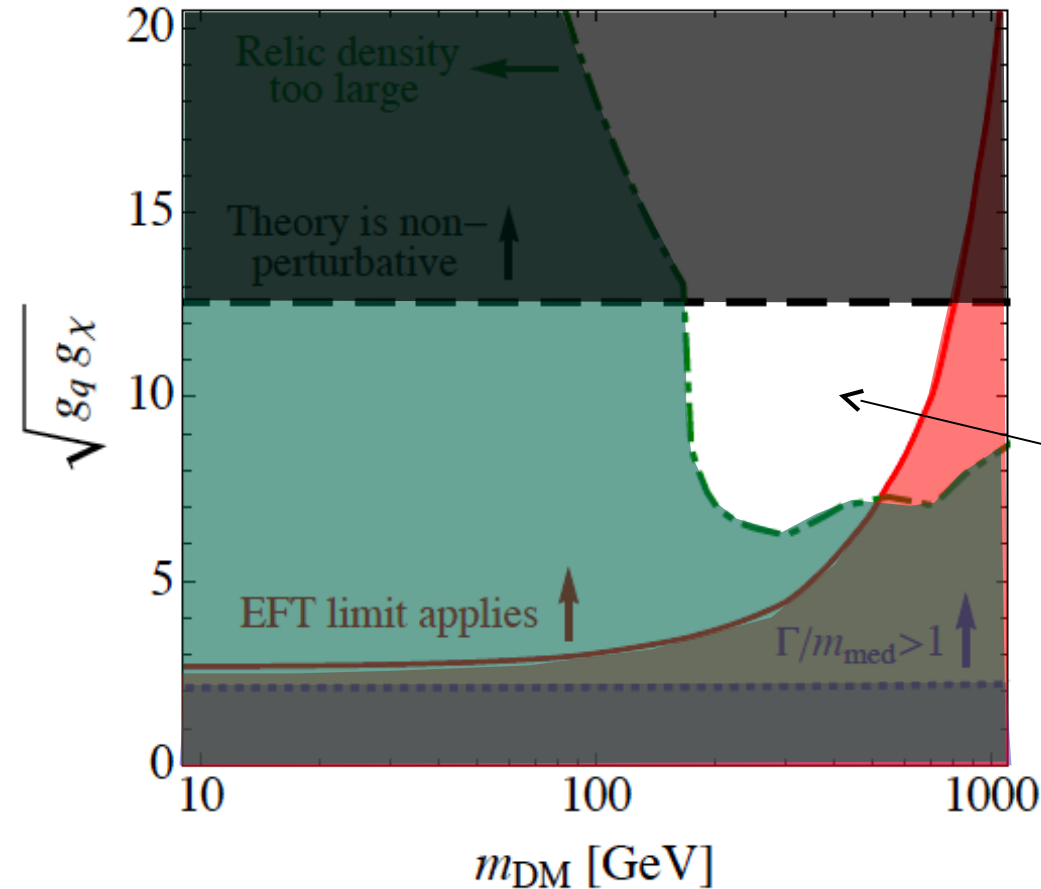 20
Relic density
too large
15
Theory is non–
perturbative
√g_q g_χ
10
5
EFT limit applies
Γ/m_med>1
0
10
100
1000
m_DM [GeV]